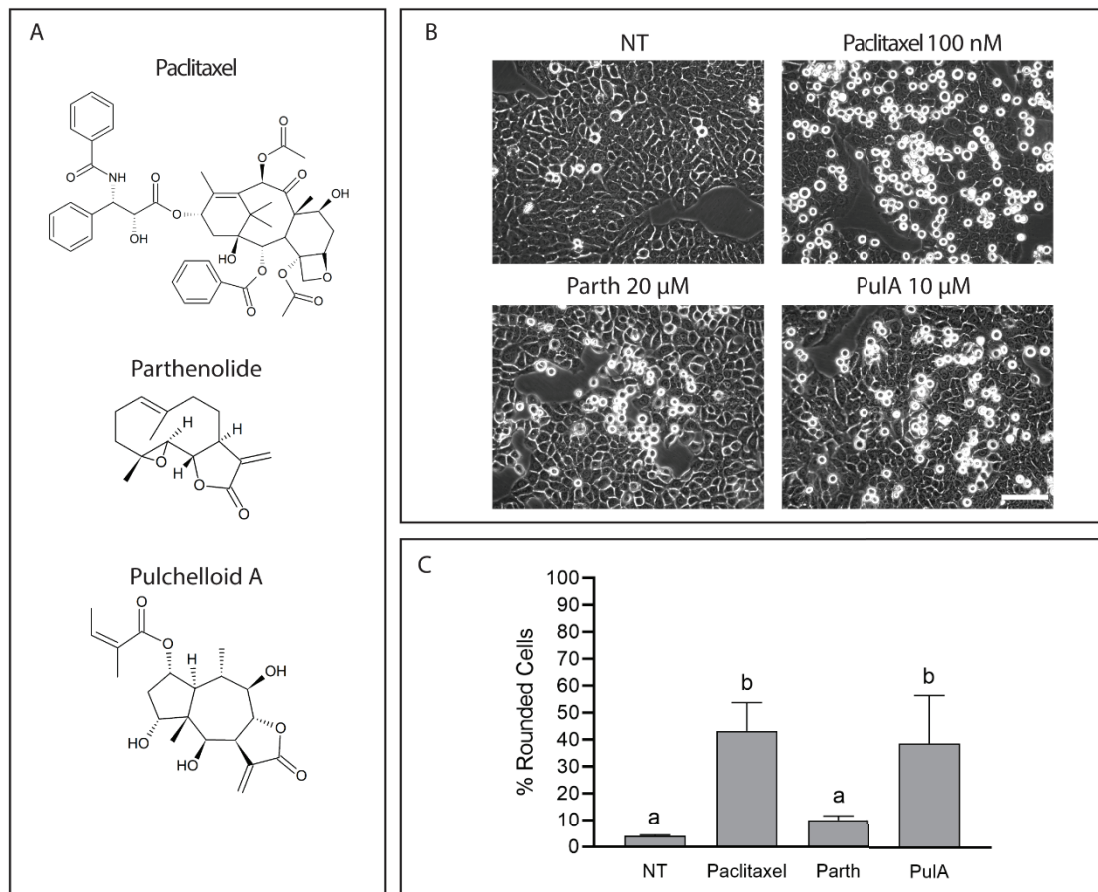 A
Paclitaxel
O
O
O
NH
O
O
OH
O
OH
HO
O
O
O
O
O
O
Parthenolide
H
O
H
O
O
Pulchelloid A
O
O
H
OH
O
HO
HO
O
B
NT
Paclitaxel 100 nM
Parth 20 µM
PulA 10 µM
C
% Rounded Cells
100
90
80
70
60
50
40
30
20
10
0
a
b
a
b
NT
Paclitaxel
Parth
PulA